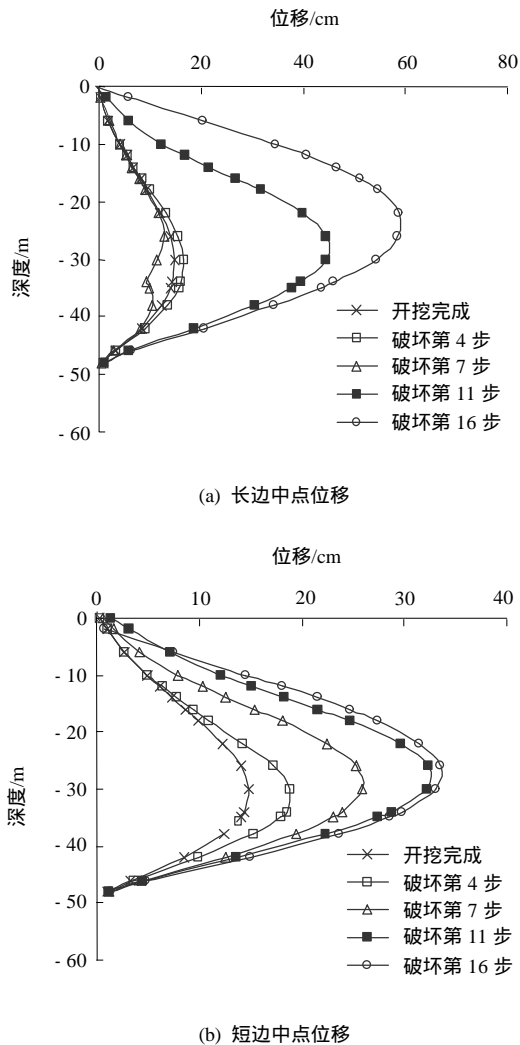 位移/cm
0 20 40 60 80
0
- 10
- 20
- 30
- 40
- 50
- 60
深度/m
开挖完成
破坏第 4 步
破坏第 7 步
破坏第 11 步
破坏第 16 步
(a) 长边中点位移
位移/cm
0 10 20 30 40
0
- 10
- 20
- 30
- 40
- 50
- 60
深度/m
开挖完成
破坏第 4 步
破坏第 7 步
破坏第 11 步
破坏第 16 步
(b) 短边中点位移